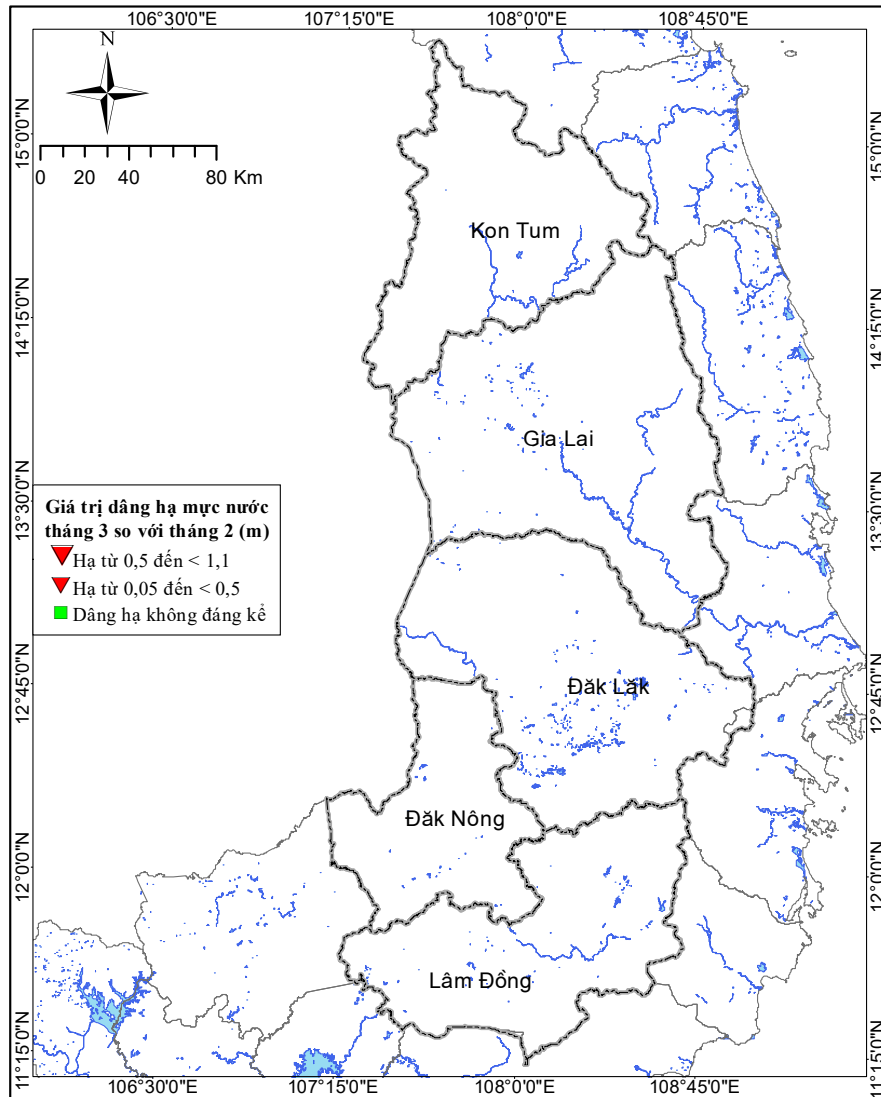 106°30'0"E 107°15'0"E 108°0'0"E 108°45'0"E
N
0 20 40 80 Km
15°0'0"N
15°0'0"N
Kon Tum
14°15'0"N
14°15'0"N
Gia Lai
13°30'0"N
13°30'0"N
Giá trị dâng hạ mực nước
tháng 3 so với tháng 2 (m)
Hạ từ 0,5 đến < 1,1
Hạ từ 0,05 đến < 0,5
Dâng hạ không đáng kể
12°45'0"N
12°45'0"N
Đăk Lăk
Đăk Nông
12°0'0"N
12°0'0"N
Lâm Đồng
11°15'0"N
11°15'0"N
106°30'0"E 107°15'0"E 108°0'0"E 108°45'0"E